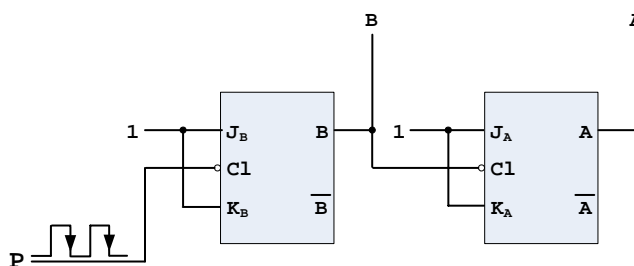 B
A
1 J_B B 1 J_A A
Cl Cl
K_B B̅ K_A A̅
P